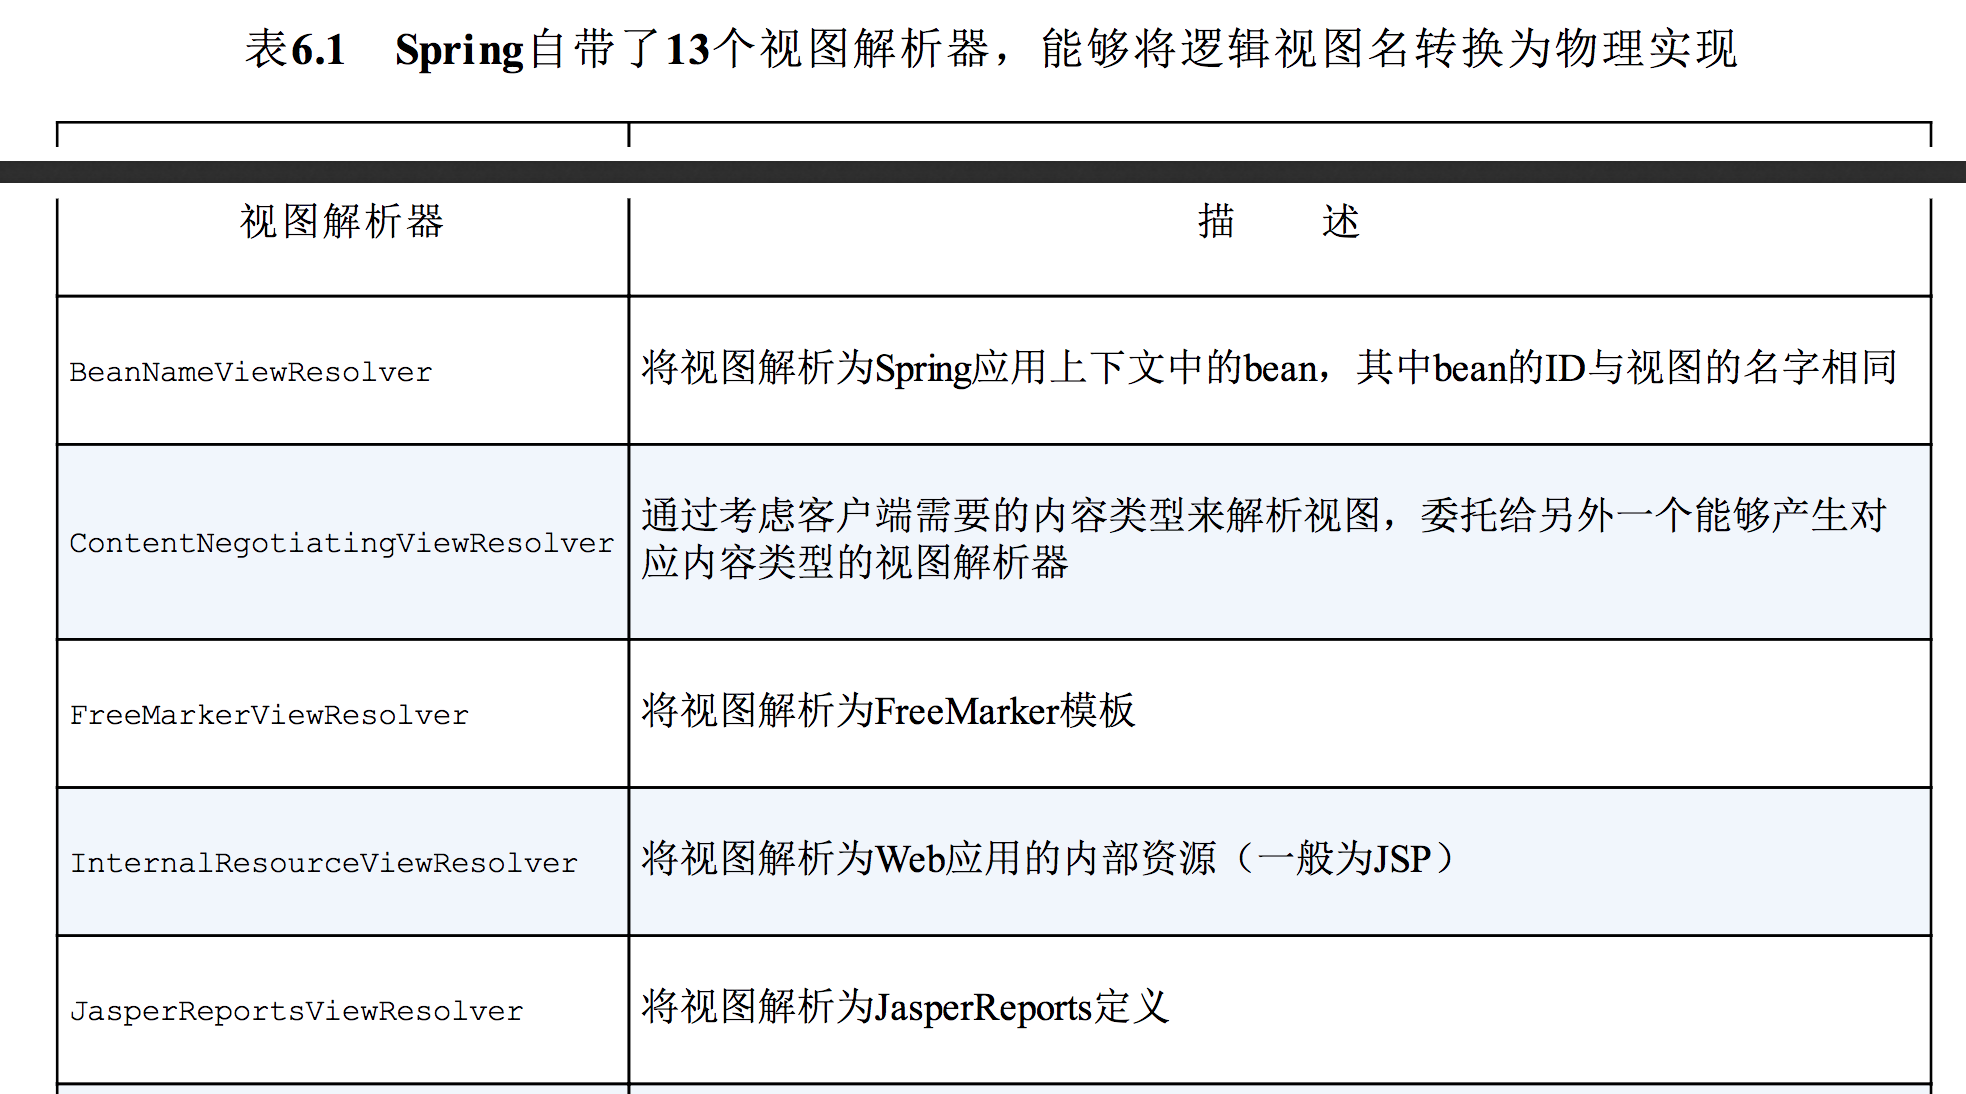 表6.1 Spring自带了13个视图解析器，能够将逻辑视图名转换为物理实现
视图解析器 描 述
BeanNameViewResolver 将视图解析为Spring应用上下文中的bean，其中bean的ID与视图的名字相同
ContentNegotiatingViewResolver 通过考虑客户端需要的内容类型来解析视图，委托给另外一个能够产生对
应内容类型的视图解析器
FreeMarkerViewResolver 将视图解析为FreeMarker模板
InternalResourceViewResolver 将视图解析为Web应用的内部资源（一般为JSP）
JasperReportsViewResolver 将视图解析为JasperReports定义